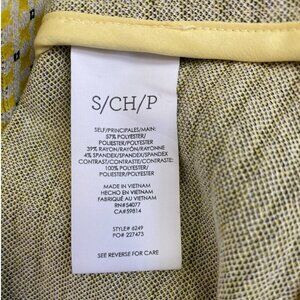 S/CH/P
SELF/PRINCIPALES/MAIN:
57% POLYESTER/
POLIESTER/POLYESTER
39% RAYON/RAYÓN/RAYONNE
4% SPANDEX/SPANDEX/SPANDEX
CONTRAST/CONTRASTE/CONTRASTE:
100% POLYESTER/
POLIESTER/POLYESTER
MADE IN VIETNAM
HECHO EN VIETNAM
FABRIQUÉ AU VIETNAM
RN#54077
CA#59814
STYLE# 6249
PO# 227473
SEE REVERSE FOR CARE